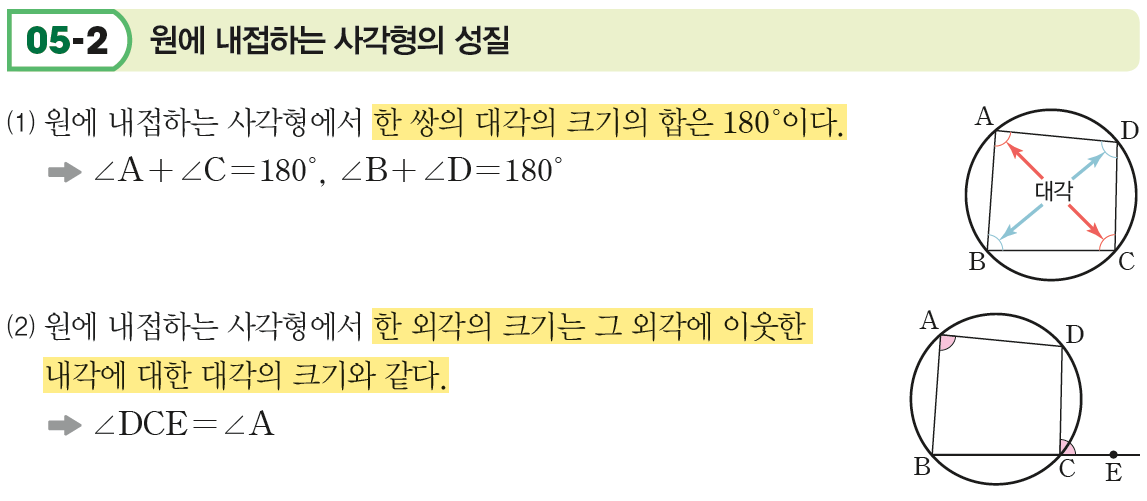 05-2 원에 내접하는 사각형의 성질
(1) 원에 내접하는 사각형에서 한 쌍의 대각의 크기의 합은 180°이다.
➡ ∠A+∠C=180°, ∠B+∠D=180°
A
D
대각
B
C
(2) 원에 내접하는 사각형에서 한 외각의 크기는 그 외각에 이웃한
내각에 대한 대각의 크기와 같다.
➡ ∠DCE=∠A
A
D
B
C
E